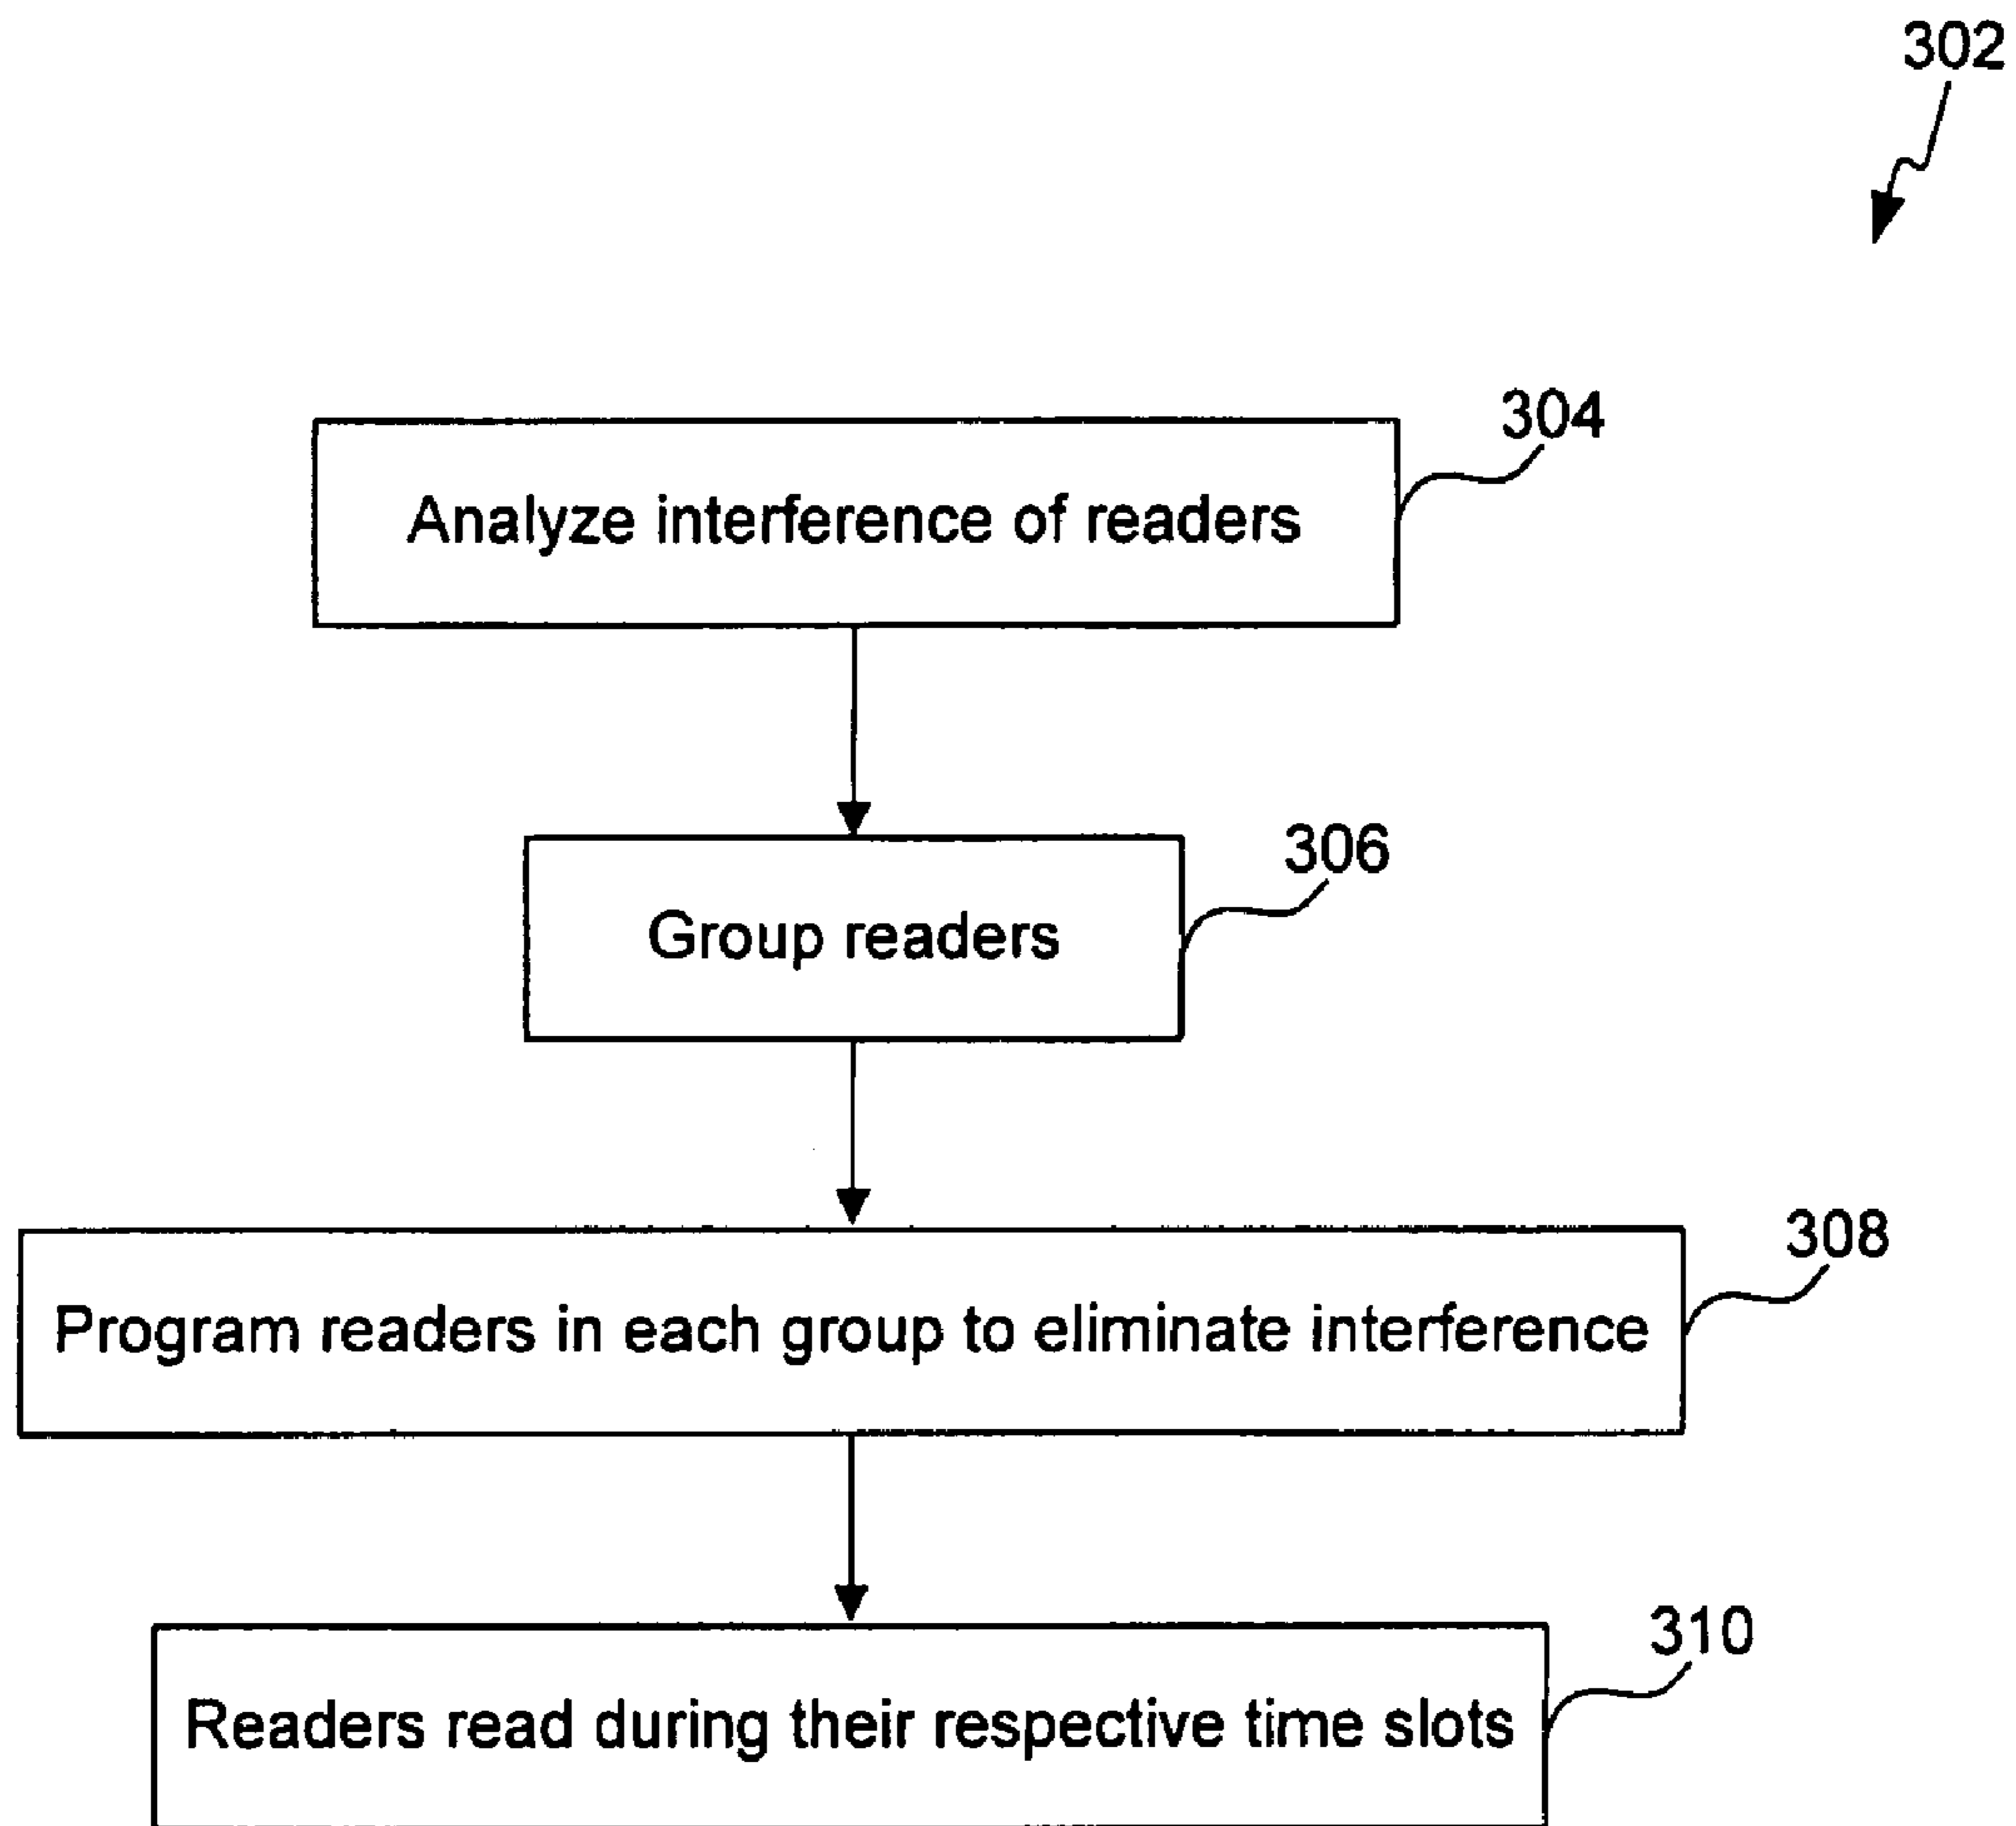 302
304
Analyze interference of readers
306
Group readers
308
Program readers in each group to eliminate interference
310
Readers read during their respective time slots